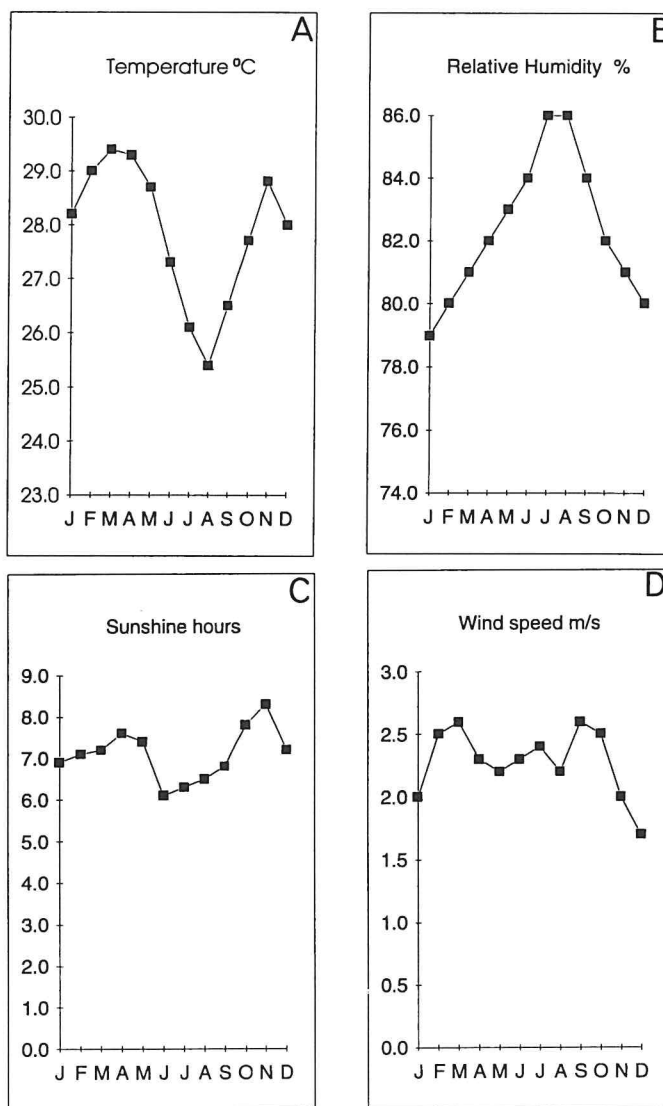 A
Temperature ºC
30.0
29.0
28.0
27.0
26.0
25.0
24.0
23.0
J F M A M J J A S O N D
B
Relative Humidity %
86.0
84.0
82.0
80.0
78.0
76.0
74.0
J F M A M J J A S O N D
C
Sunshine hours
9.0
8.0
7.0
6.0
5.0
4.0
3.0
2.0
1.0
0.0
J F M A M J J A S O N D
D
Wind speed m/s
3.0
2.5
2.0
1.5
1.0
0.5
0.0
J F M A M J J A S O N D